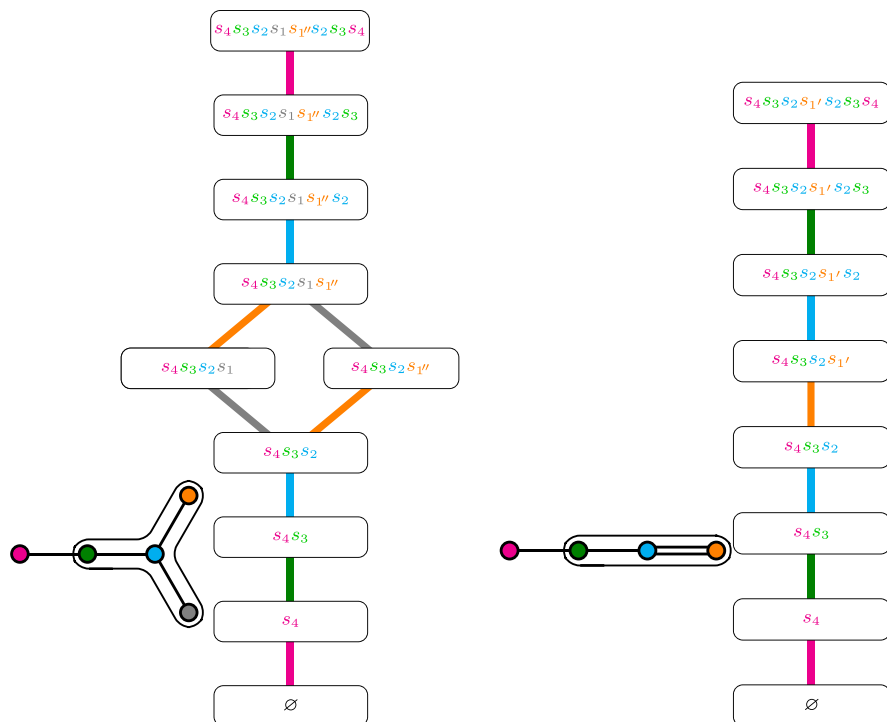 s₄s₃s₂s₁s₁″s₂s₃s₄
s₄s₃s₂s₁s₁″s₂s₃
s₄s₃s₂s₁s₁″s₂
s₄s₃s₂s₁s₁″
s₄s₃s₂s₁
s₄s₃s₂s₁″
s₄s₃s₂
s₄s₃
s₄
∅
s₄s₃s₂s₁′s₂s₃s₄
s₄s₃s₂s₁′s₂s₃
s₄s₃s₂s₁′s₂
s₄s₃s₂s₁′
s₄s₃s₂
s₄s₃
s₄
∅